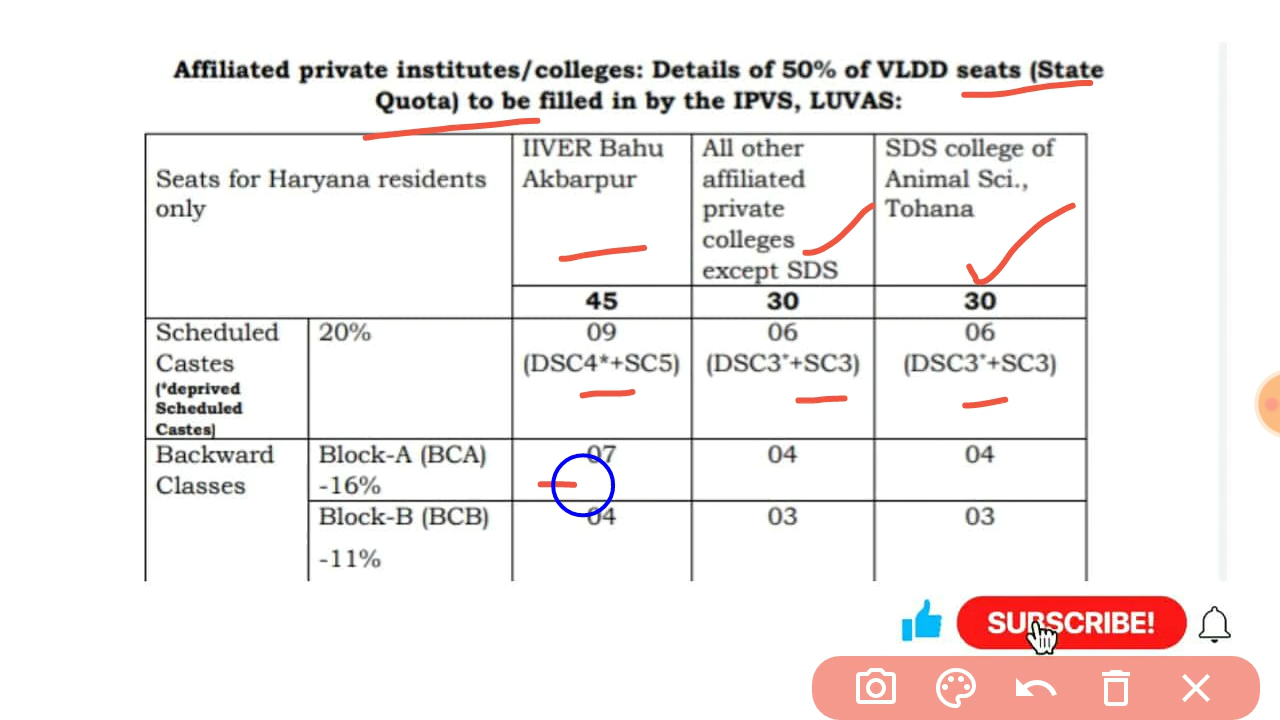 Affiliated private institutes/colleges: Details of 50% of VLDD seats (State
Quota) to be filled in by the IPVS, LUVAS:
Seats for Haryana residents
only
IIVER Bahu
Akbarpur
All other
affiliated
private
colleges
except SDS
SDS college of
Animal Sci.,
Tohana
45
30
30
Scheduled
Castes
(*deprived
Scheduled
Castes)
20%
09
(DSC4*+SC5)
06
(DSC3*+SC3)
06
(DSC3*+SC3)
Backward
Classes
Block-A (BCA)
-16%
07
04
04
Block-B (BCB)
-11%
04
03
03
SUBSCRIBE!